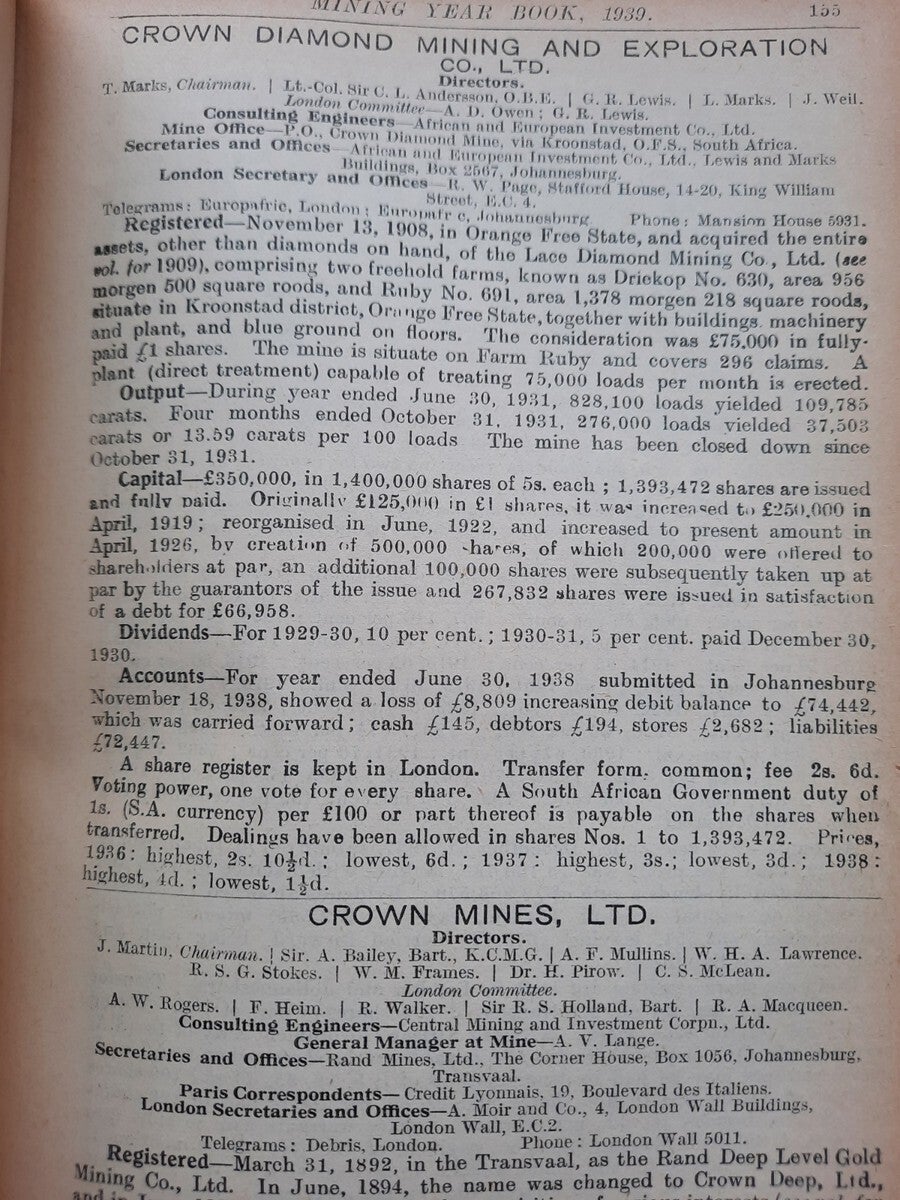 MINING YEAR BOOK, 1939. 155
CROWN DIAMOND MINING AND EXPLORATION
CO., LTD.
Directors.
T. Marks, Chairman. | Lt.-Col. Sir C. L. Andersson, O.B.E. | G. R. Lewis. | L. Marks. | J. Weil.
London Committee—A. D. Owen; G. R. Lewis.
Consulting Engineers—African and European Investment Co., Ltd.
Mine Office—P.O., Crown Diamond Mine, via Kroonstad, O.F.S., South Africa.
Secretaries and Offices—African and European Investment Co., Ltd., Lewis and Marks
Buildings, Box 2567, Johannesburg.
London Secretary and Offices—R. W. Page, Stafford House, 14-20, King William
Street, E.C. 4.
Telegrams: Europafric, London; Europafr c, Johannesburg Phone: Mansion House 5931.
Registered—November 13, 1908, in Orange Free State, and acquired the entire
assets, other than diamonds on hand, of the Lace Diamond Mining Co., Ltd. (see
vol. for 1909), comprising two freehold farms, known as Driekop No. 630, area 956
morgen 500 square roods, and Ruby No. 691, area 1,378 morgen 218 square roods,
situate in Kroonstad district, Orange Free State, together with buildings, machinery
and plant, and blue ground on floors. The consideration was £75,000 in fully-
paid £1 shares. The mine is situate on Farm Ruby and covers 296 claims. A
plant (direct treatment) capable of treating 75,000 loads per month is erected.
Output—During year ended June 30, 1931, 828,100 loads yielded 109,785
carats. Four months ended October 31, 1931, 276,000 loads yielded 37,503
carats or 13.59 carats per 100 loads The mine has been closed down since
October 31, 1931.
Capital—£350,000, in 1,400,000 shares of 5s. each; 1,393,472 shares are issued
and fully paid. Originally £125,000 in £1 shares, it was increased to £250,000 in
April, 1919; reorganised in June, 1922, and increased to present amount in
April, 1926, by creation of 500,000 shares, of which 200,000 were offered to
shareholders at par, an additional 100,000 shares were subsequently taken up at
par by the guarantors of the issue and 267,832 shares were issued in satisfaction
of a debt for £66,958.
Dividends—For 1929-30, 10 per cent.; 1930-31, 5 per cent. paid December 30,
1930.
Accounts—For year ended June 30, 1938 submitted in Johannesburg
November 18, 1938, showed a loss of £8,809 increasing debit balance to £74,442,
which was carried forward; cash £145, debtors £194, stores £2,682; liabilities
£72,447.
A share register is kept in London. Transfer form, common; fee 2s. 6d.
Voting power, one vote for every share. A South African Government duty of
1s. (S.A. currency) per £100 or part thereof is payable on the shares when
transferred. Dealings have been allowed in shares Nos. 1 to 1,393,472. Prices,
1936: highest, 2s. 10½d.; lowest, 6d.; 1937: highest, 3s.; lowest, 3d.; 1938:
highest, 4d.; lowest, 1½d.
CROWN MINES, LTD.
Directors.
J. Martin, Chairman. | Sir. A. Bailey, Bart., K.C.M.G. | A. F. Mullins. | W. H. A. Lawrence.
R. S. G. Stokes. | W. M. Frames. | Dr. H. Pirow. | C. S. McLean.
London Committee.
A. W. Rogers. | F. Heim. | R. Walker. | Sir R. S. Holland, Bart. | R. A. Macqueen.
Consulting Engineers—Central Mining and Investment Corpn., Ltd.
General Manager at Mine—A. V. Lange.
Secretaries and Offices—Rand Mines, Ltd., The Corner House, Box 1056, Johannesburg,
Transvaal.
Paris Correspondents—Credit Lyonnais, 19, Boulevard des Italiens.
London Secretaries and Offices—A. Moir and Co., 4, London Wall Buildings,
London Wall, E.C.2.
Telegrams: Debris, London. Phone: London Wall 5011.
Registered—March 31, 1892, in the Transvaal, as the Rand Deep Level Gold
Mining Co., Ltd. In June, 1894, the name was changed to Crown Deep, Ltd.,